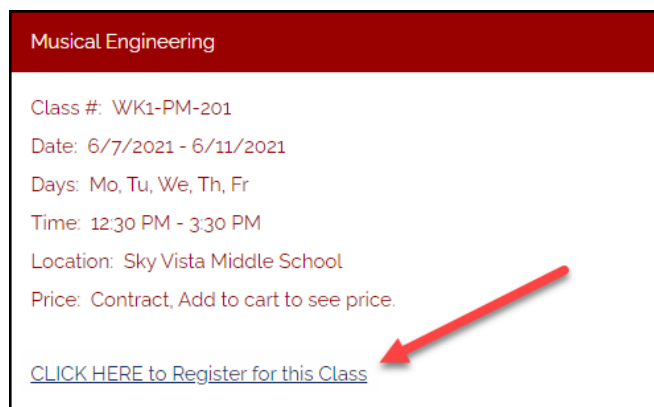 Musical Engineering
Class #: WK1-PM-201
Date: 6/7/2021 - 6/11/2021
Days: Mo, Tu, We, Th, Fr
Time: 12:30 PM - 3:30 PM
Location: Sky Vista Middle School
Price: Contract, Add to cart to see price.
CLICK HERE to Register for this Class